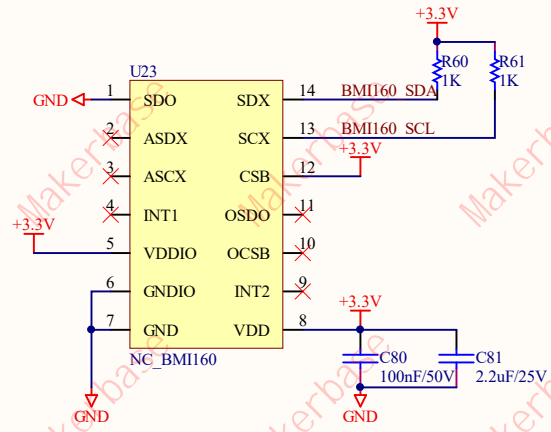 +3.3V
U23
R60
1K
R61
1K
GND
1
SDO
SDX
14
BMI160_SDA
2
ASDX
SCX
13
BMI160_SCL
3
ASCX
CSB
12
+3.3V
4
INT1
OSDO
11
+3.3V
5
VDDIO
OCSB
10
6
GNDIO
INT2
9
+3.3V
7
GND
VDD
8
NC_BMI160
C80
100nF/50V
C81
2.2uF/25V
GND
GND
Makerbase
Makerbase
Makerbase
Makerbase
Makerbase
Makerbase